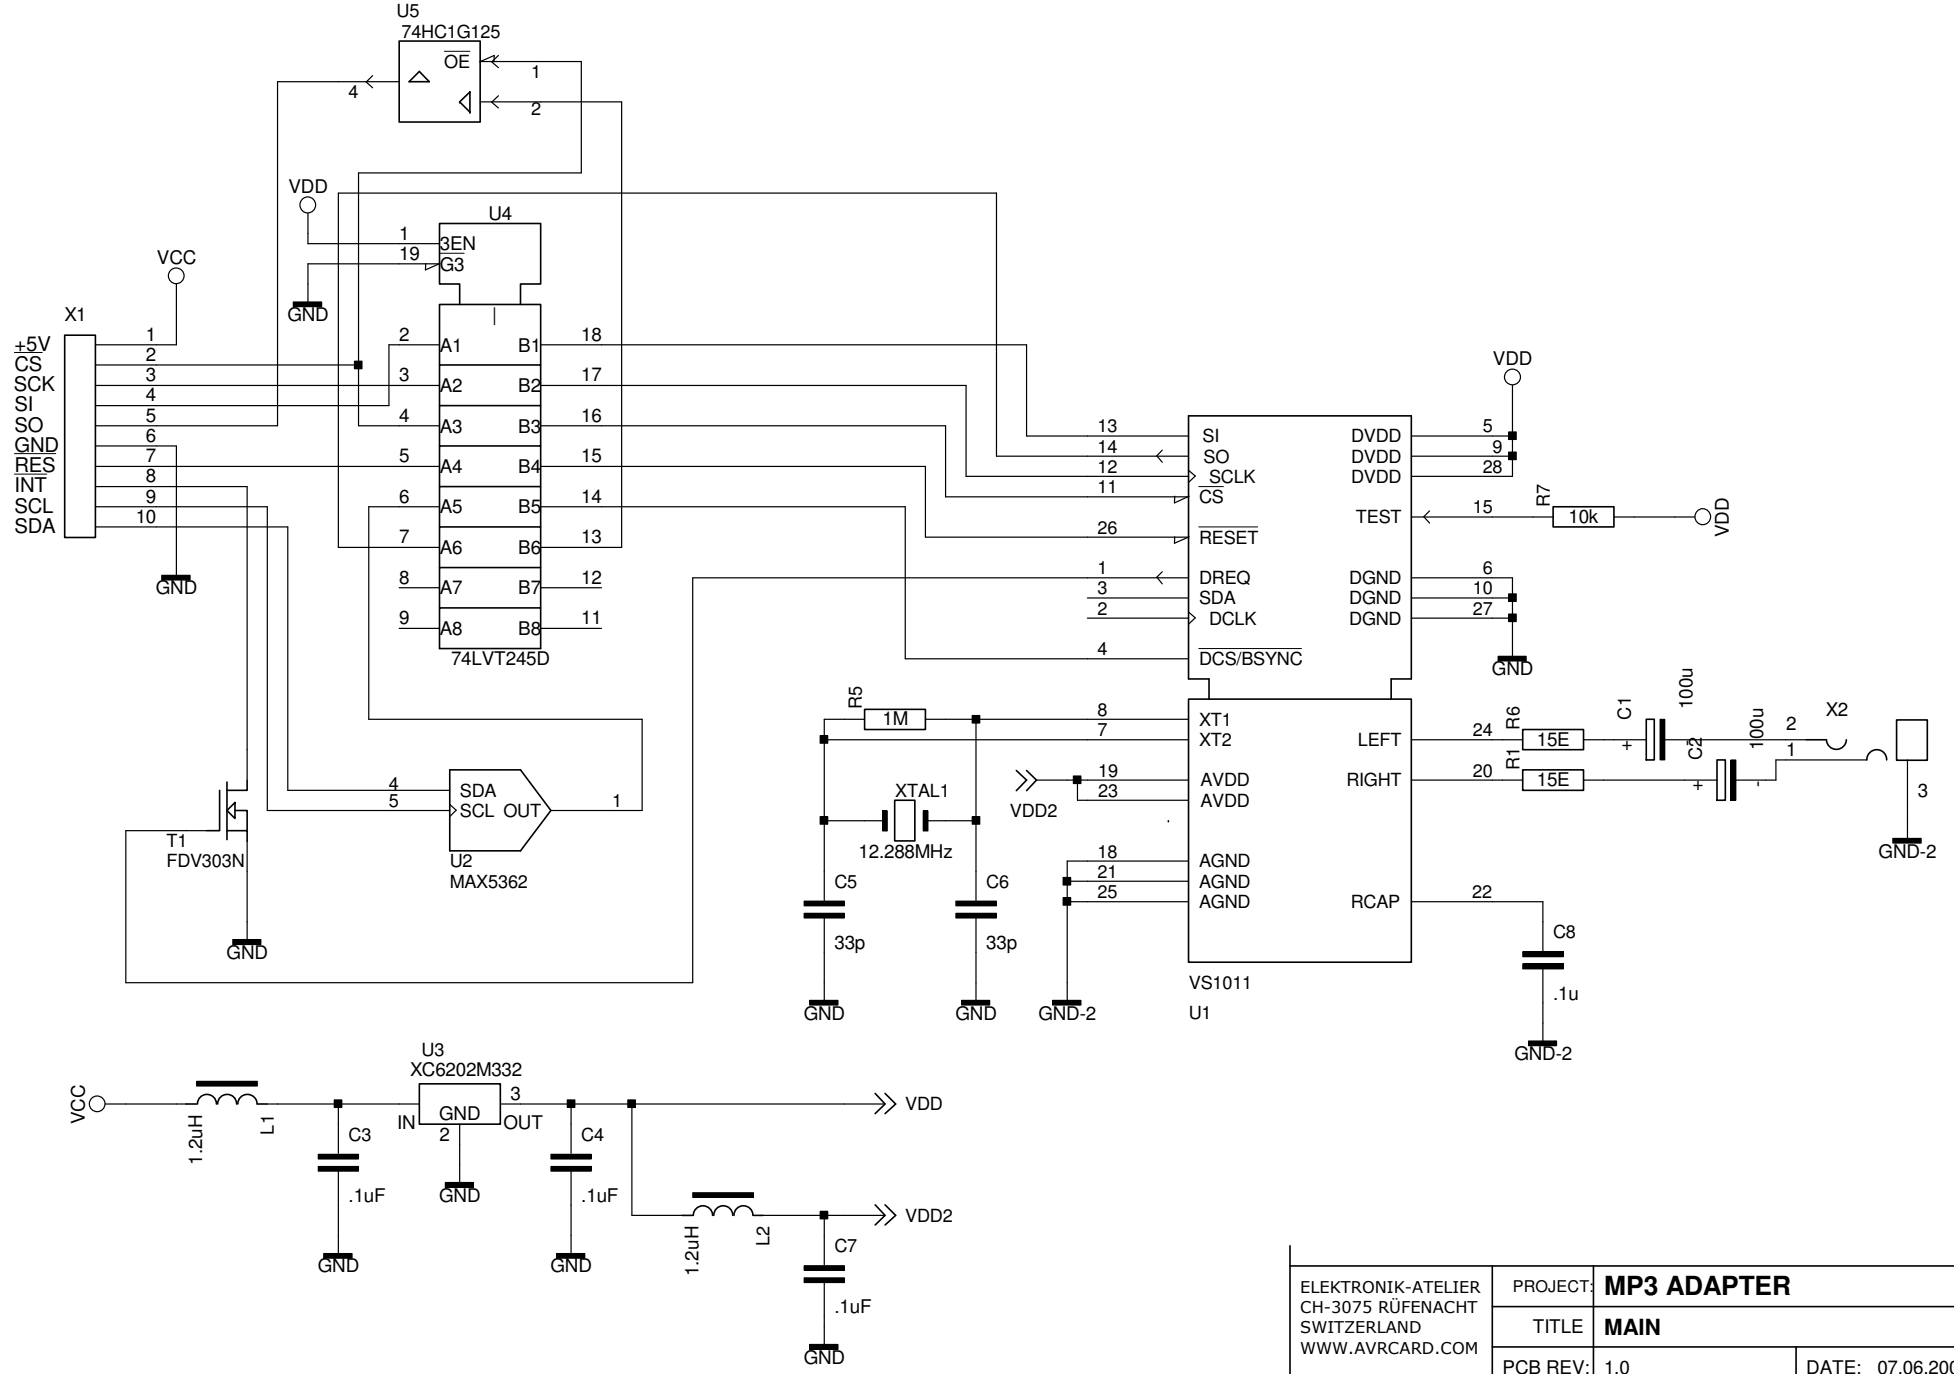 U5
74HC1G125
OE
1
4
2
VDD
U4
1
3EN
19
G3
GND
VCC
X1
+5V
1
CS
2
SCK
3
SI
4
SO
5
GND
6
RES
7
INT
8
SCL
9
SDA
10
GND
2 A1 B1 18
3 A2 B2 17
4 A3 B3 16
5 A4 B4 15
6 A5 B5 14
7 A6 B6 13
8 A7 B7 12
9 A8 B8 11
74LVT245D
VDD
13 SI DVDD 5
14 SO DVDD 9
12 SCLK DVDD 28
11 CS
TEST 15 R7 10k VDD
26 RESET
1 DREQ DGND 6
3 SDA DGND 10
2 DCLK DGND 27
4 DCS/BSYNC
GND
R5
1M
8 XT1
7 XT2
LEFT 24 R6 15E C1 + 100u
RIGHT 20 R1 15E C2 + - 100u
2 X2
1
3
GND-2
19 AVDD
23 AVDD
VDD2
XTAL1
12.288MHz
18 AGND
21 AGND
25 AGND
RCAP 22
C8
.1u
GND-2
C5
33p
GND
C6
33p
GND
GND-2
VS1011
U1
4 SDA
5 SCL OUT 1
U2
MAX5362
T1
FDV303N
GND
U3
XC6202M332
VCC
1.2uH
L1
IN
GND
2
3
OUT
VDD
C3
.1uF
GND
GND
C4
.1uF
GND
1.2uH
L2
VDD2
C7
.1uF
GND
ELEKTRONIK-ATELIER
CH-3075 RÜFENACHT
SWITZERLAND
WWW.AVRCARD.COM
PROJECT: MP3 ADAPTER
TITLE MAIN
PCB REV: 1.0
DATE: 07.06.200